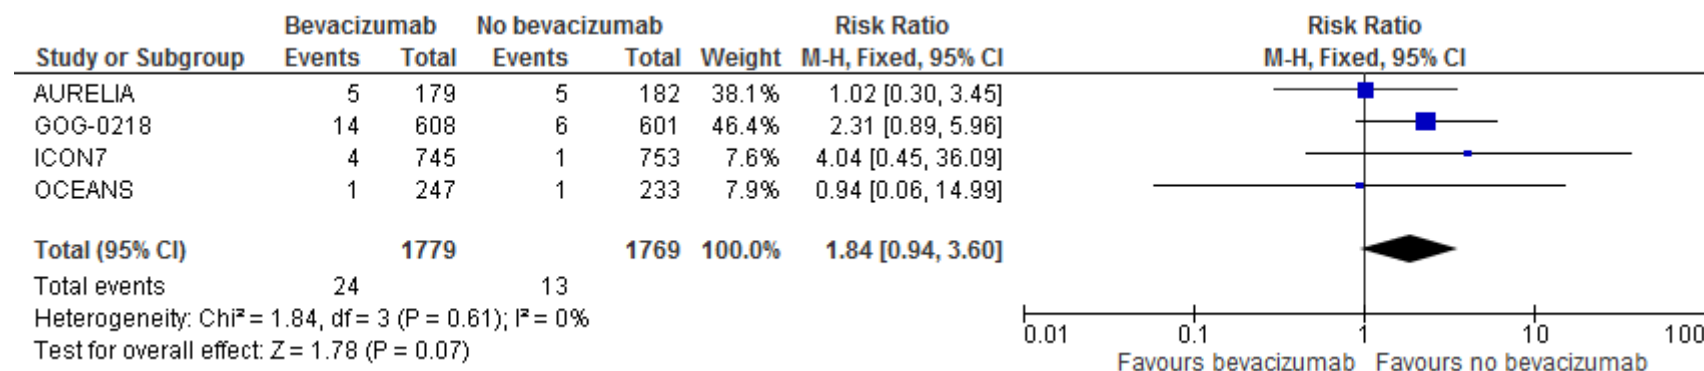 Bevacizumab No bevacizumab Risk Ratio Risk Ratio
Study or Subgroup Events Total Events Total Weight M-H, Fixed, 95% CI M-H, Fixed, 95% CI
AURELIA 5 179 5 182 38.1% 1.02 [0.30, 3.45]
GOG-0218 14 608 6 601 46.4% 2.31 [0.89, 5.96]
ICON7 4 745 1 753 7.6% 4.04 [0.45, 36.09]
OCEANS 1 247 1 233 7.9% 0.94 [0.06, 14.99]
Total (95% CI) 1779 1769 100.0% 1.84 [0.94, 3.60]
Total events 24 13
Heterogeneity: Chi² = 1.84, df = 3 (P = 0.61); I² = 0%
Test for overall effect: Z = 1.78 (P = 0.07)
0.01 0.1 1 10 100
Favours bevacizumab Favours no bevacizumab